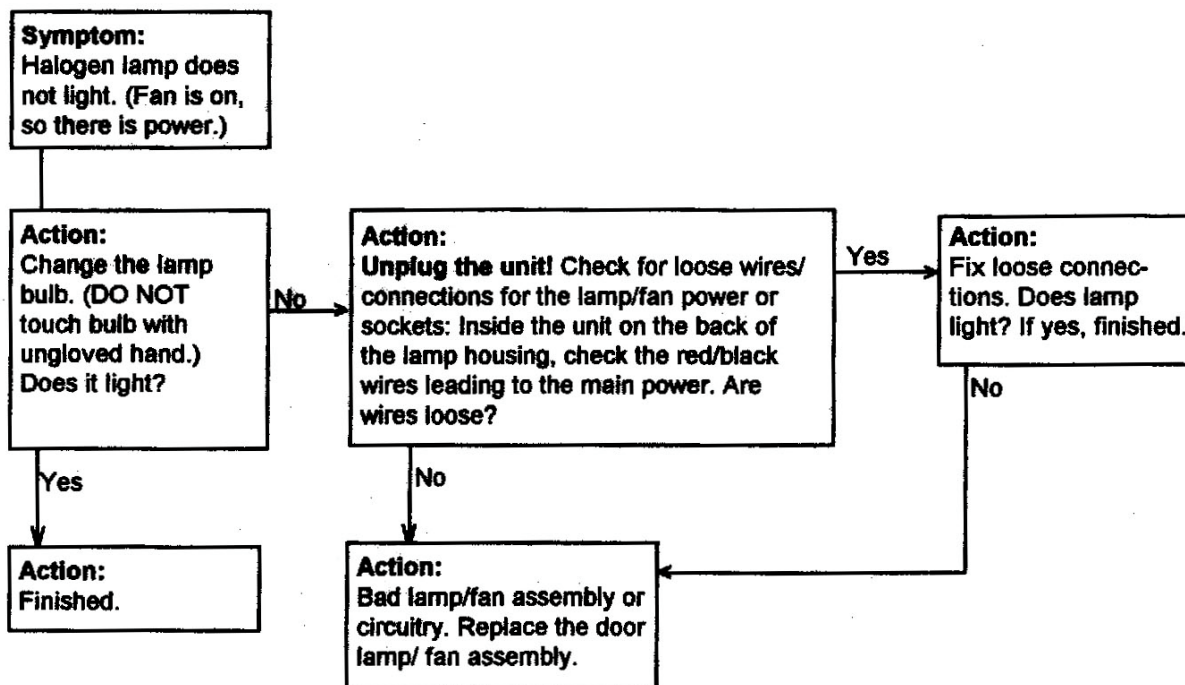 Symptom:
Halogen lamp does
not light. (Fan is on,
so there is power.)
Action:
Change the lamp
bulb. (DO NOT
touch bulb with
ungloved hand.)
Does it light?
No
Action:
Unplug the unit! Check for loose wires/
connections for the lamp/fan power or
sockets: Inside the unit on the back of
the lamp housing, check the red/black
wires leading to the main power. Are
wires loose?
Yes
Action:
Fix loose connec-
tions. Does lamp
light? If yes, finished.
No
Yes
No
Action:
Finished.
Action:
Bad lamp/fan assembly or
circuitry. Replace the door
lamp/ fan assembly.